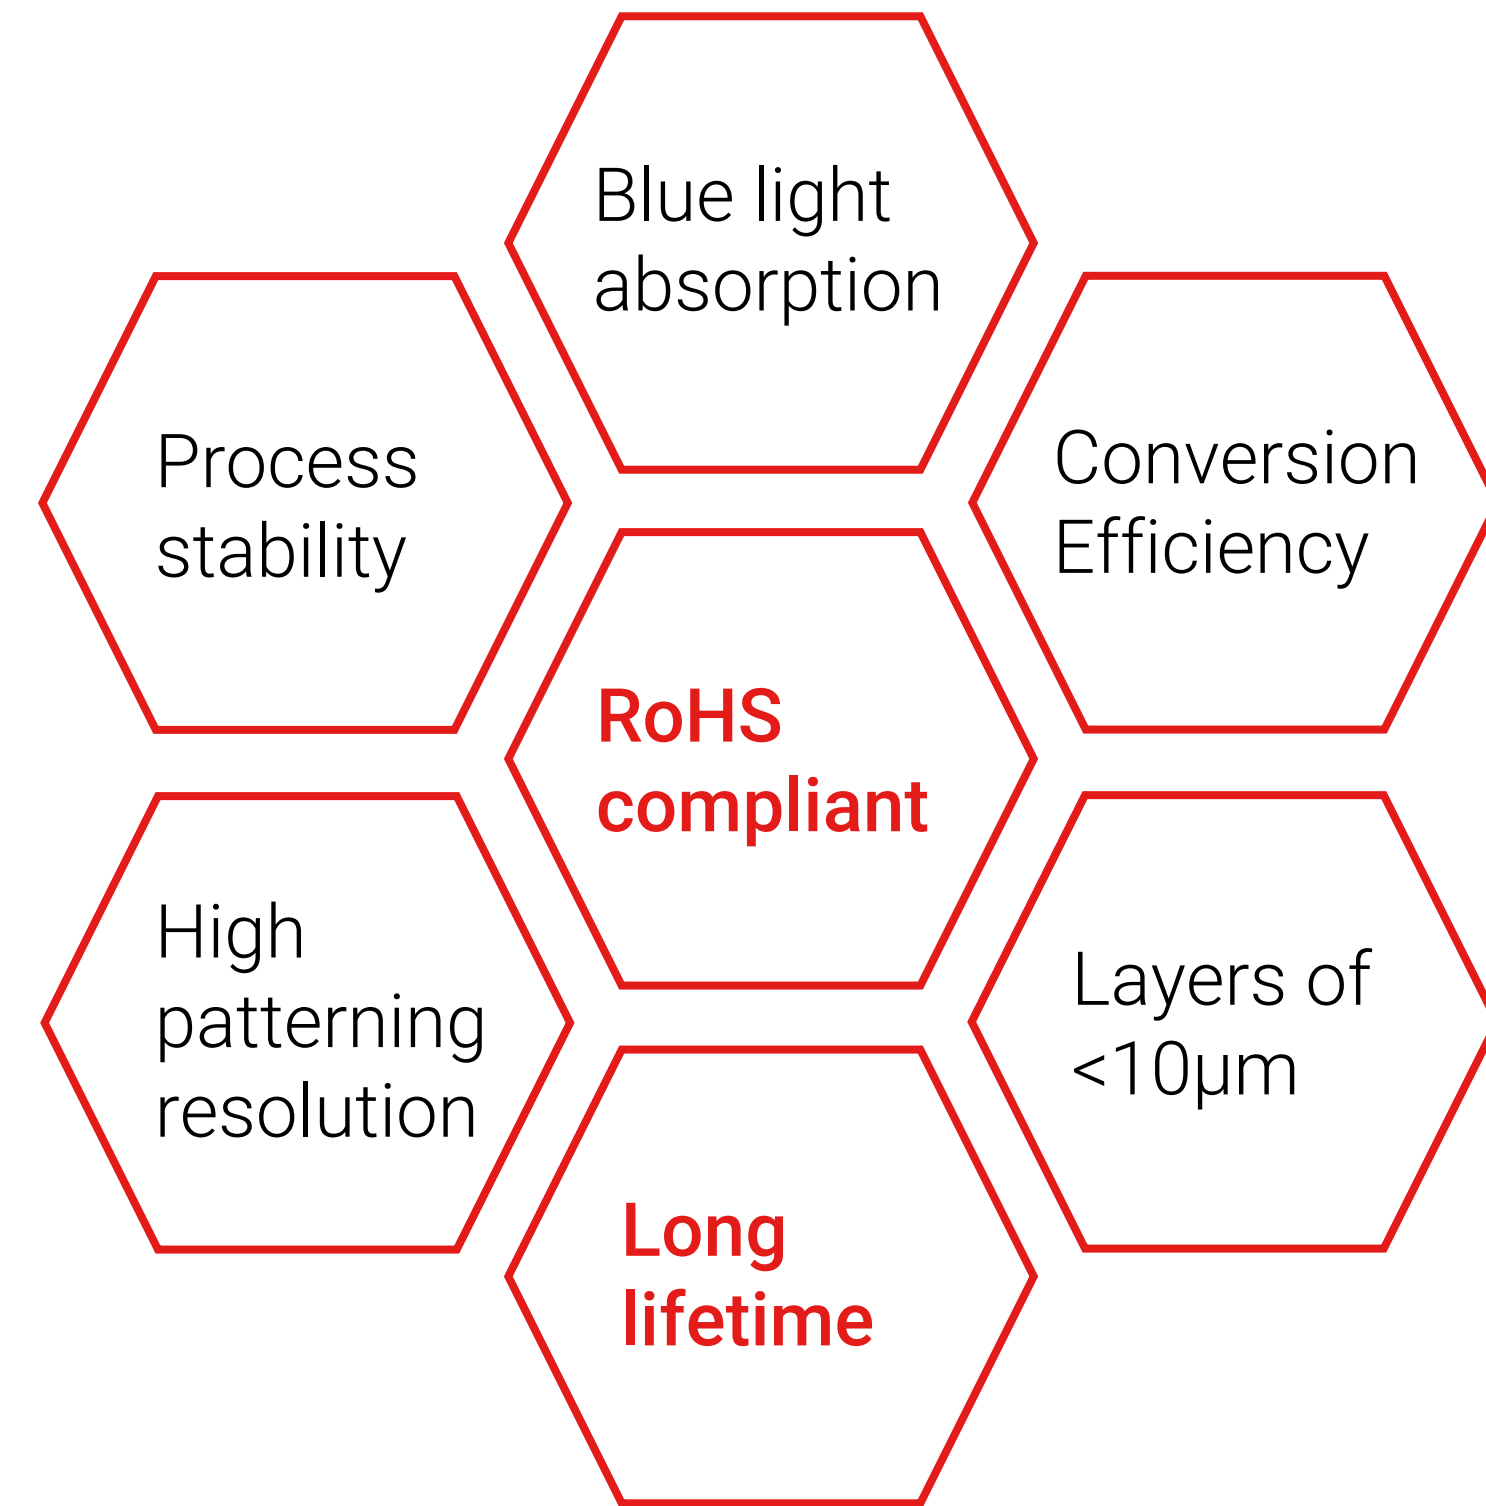 Blue light
absorption
Process
stability
Conversion
Efficiency
RoHS
compliant
High
patterning
resolution
Layers of
<10µm
Long
lifetime